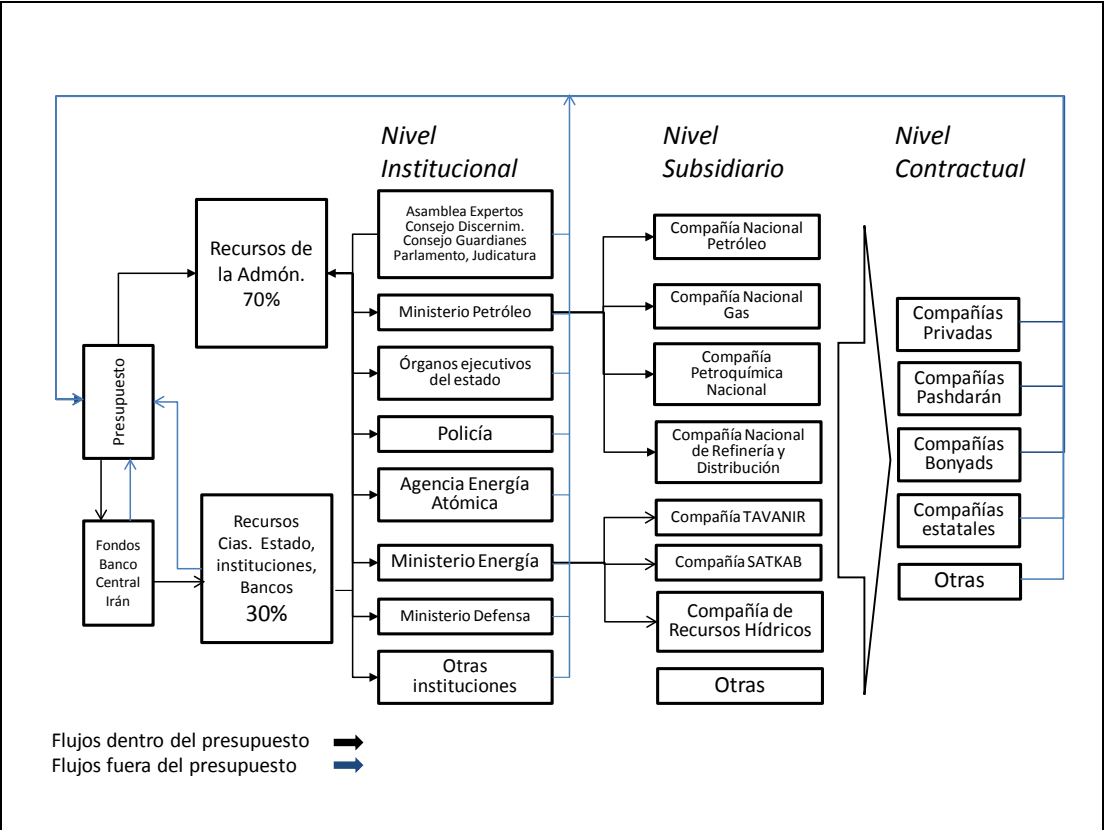 Nivel
Institucional
Nivel
Subsidiario
Nivel
Contractual
Presupuesto
Fondos
Banco
Central
Irán
Recursos de
la Admón.
70%
Recursos
Cias. Estado,
instituciones,
Bancos
30%
Asamblea Expertos
Consejo Discernim.
Consejo Guardianes
Parlamento, Judicatura
Ministerio Petróleo
Órganos ejecutivos
del estado
Policía
Agencia Energía
Atómica
Ministerio Energía
Ministerio Defensa
Otras
instituciones
Compañía Nacional
Petróleo
Compañía Nacional
Gas
Compañía
Petroquímica
Nacional
Compañía Nacional
de Refinería y
Distribución
Compañía TAVANIR
Compañía SATKAB
Compañía de
Recursos Hídricos
Otras
Compañías
Privadas
Compañías
Pashdarán
Compañías
Bonyads
Compañías
estatales
Otras
Flujos dentro del presupuesto
Flujos fuera del presupuesto